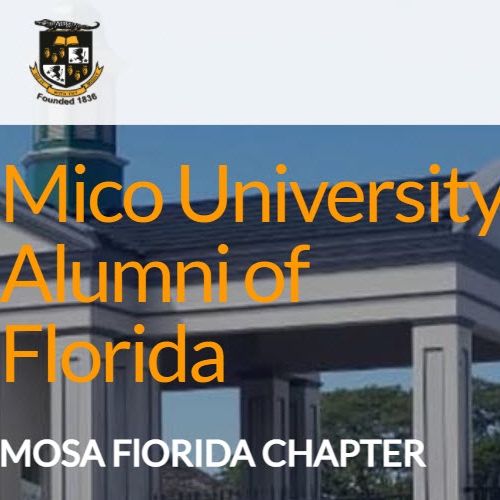 Founded 1836
Mico University
Alumni of
Florida
MOSA FlORIDA CHAPTER